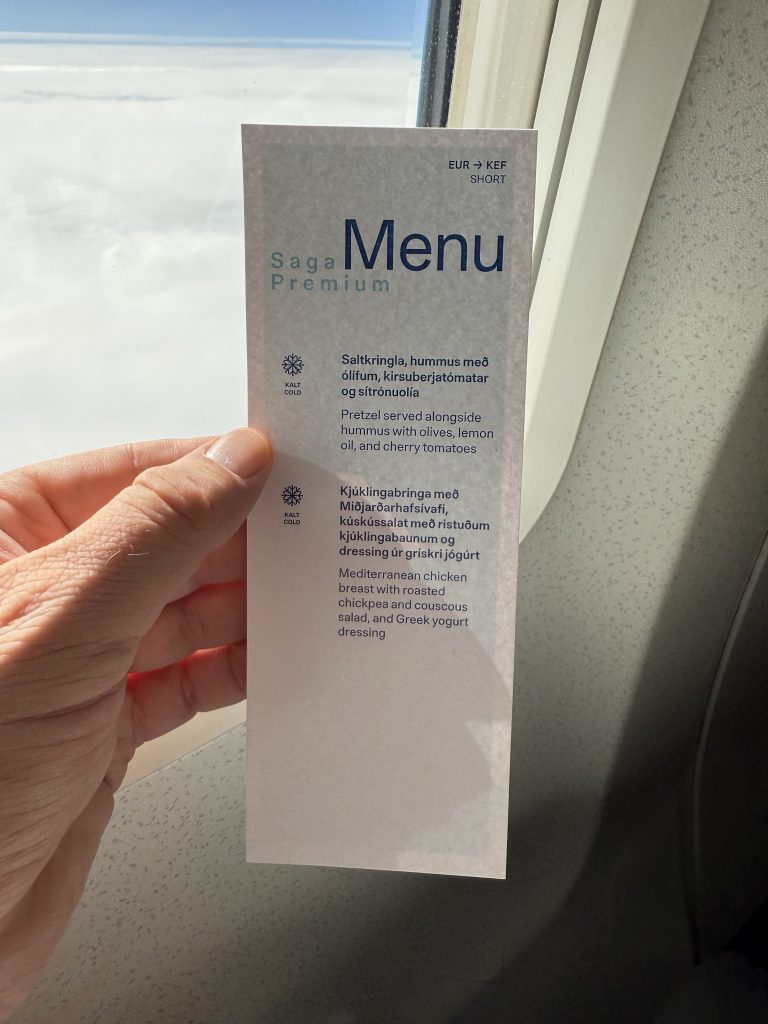 EUR → KEF
SHORT
Saga Menu
Premium
KALT
COLD
Saltkringla, hummus með
ólífum, kirsuberjatómatar
og sítrónuolía
Pretzel served alongside
hummus with olives, lemon
oil, and cherry tomatoes
KALT
COLD
Kjúklingabringa með
Miðjarðarhafsívafi,
kúskússalat með ristuðum
kjúklingabaunum og
dressing úr grískri jógúrt
Mediterranean chicken
breast with roasted
chickpea and couscous
salad, and Greek yogurt
dressing